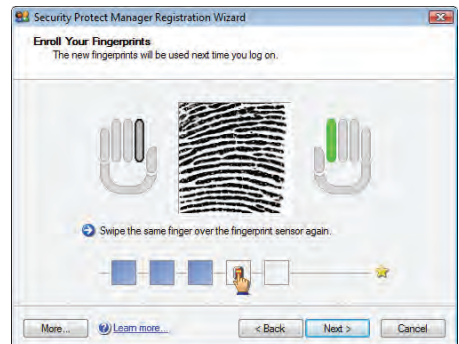 Security Protect Manager Registration Wizard
Enroll Your Fingerprints
The new fingerprints will be used next time you log on.
Swipe the same finger over the fingerprint sensor again.
More... Learn more... < Back Next > Cancel